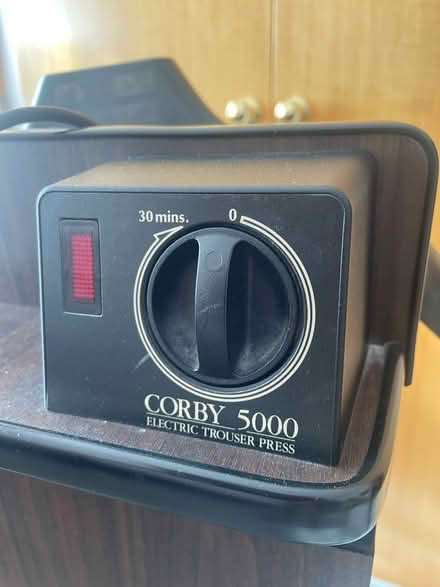 30 mins. 0
CORBY 5000
ELECTRIC TROUSER PRESS